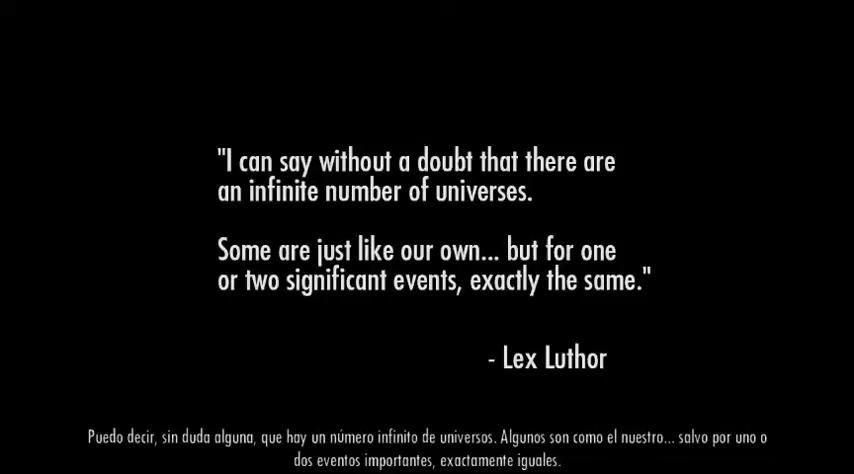 "I can say without a doubt that there are
an infinite number of universes.
Some are just like our own... but for one
or two significant events, exactly the same."
- Lex Luthor
Puedo decir, sin duda alguna, que hay un número infinito de universos. Algunos son como el nuestro... salvo por uno o
dos eventos importantes, exactamente iguales.